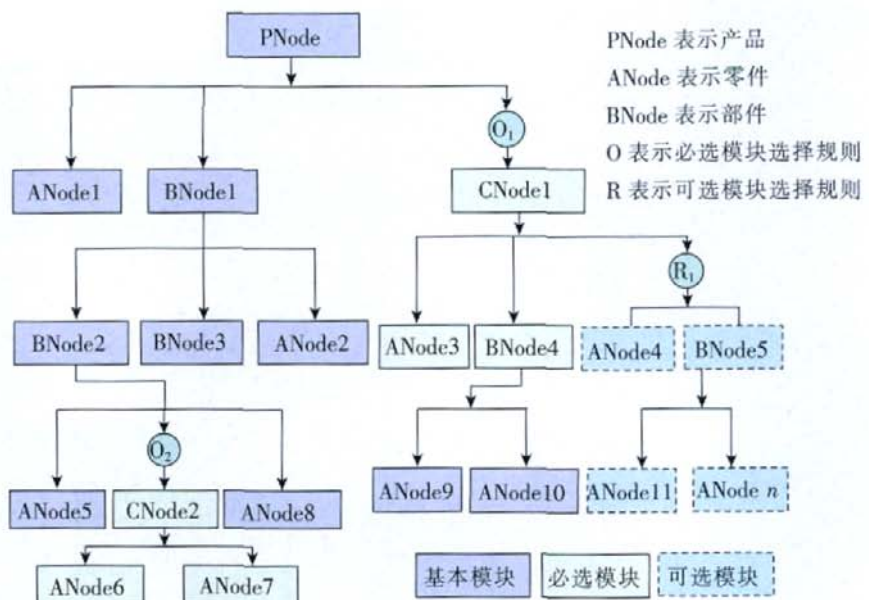 PNode
PNode 表示产品
ANode 表示零件
BNode 表示部件
O 表示必选模块选择规则
R 表示可选模块选择规则
O₁
ANode1 BNode1 CNode1
R₁
BNode2 BNode3 ANode2 ANode3 BNode4 ANode4 BNode5
O₂
ANode5 CNode2 ANode8 ANode9 ANode10 ANode11 ANode n
ANode6 ANode7
基本模块 必选模块 可选模块